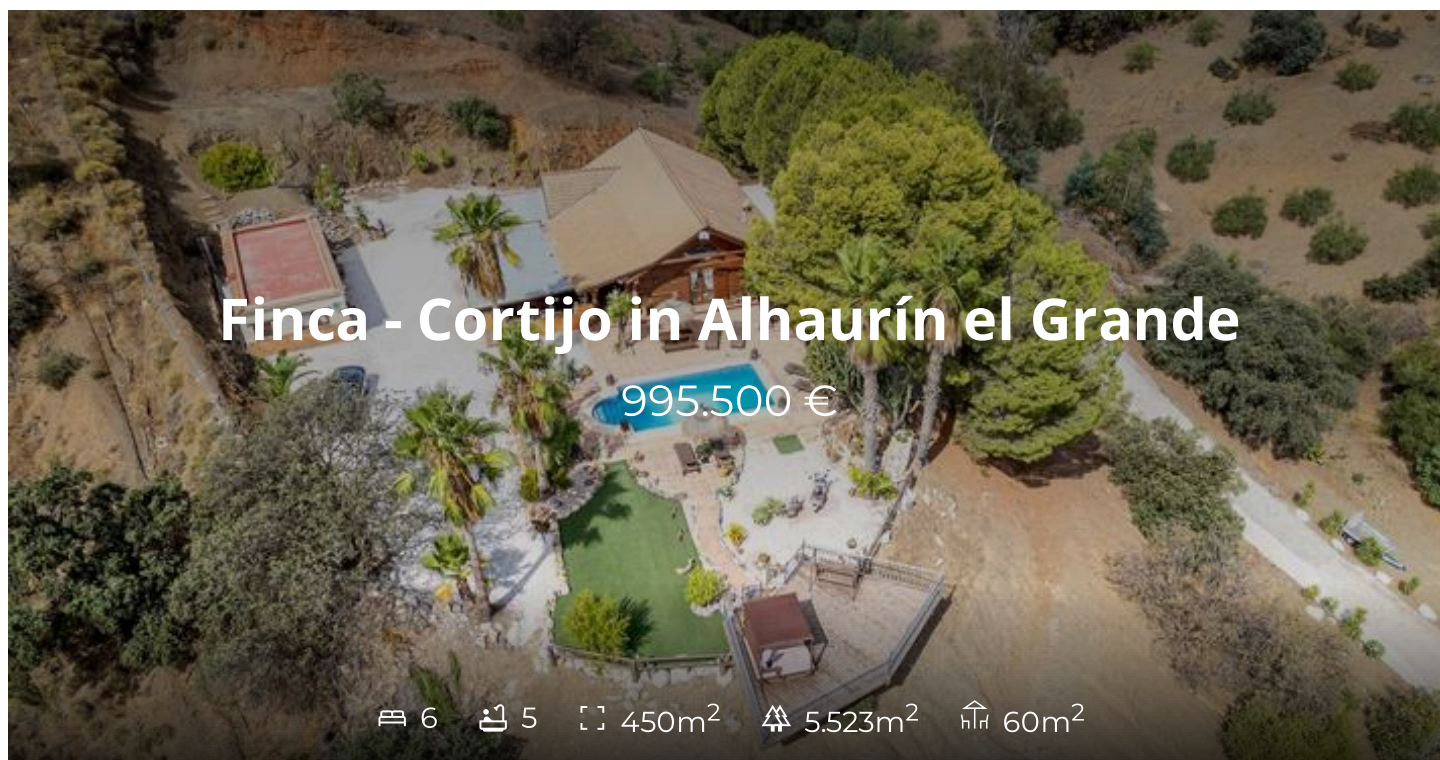 Finca - Cortijo in Alhaurín el Grande
995.500 €
6 5 450m² 5.523m² 60m²